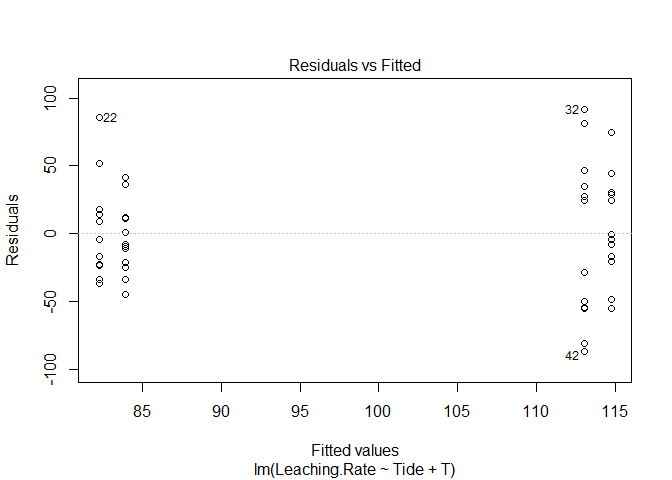 Residuals vs Fitted
100
50
0
-50
-100
Residuals
22
32
42
85 90 95 100 105 110 115
Fitted values
lm(Leaching.Rate ~ Tide + T)